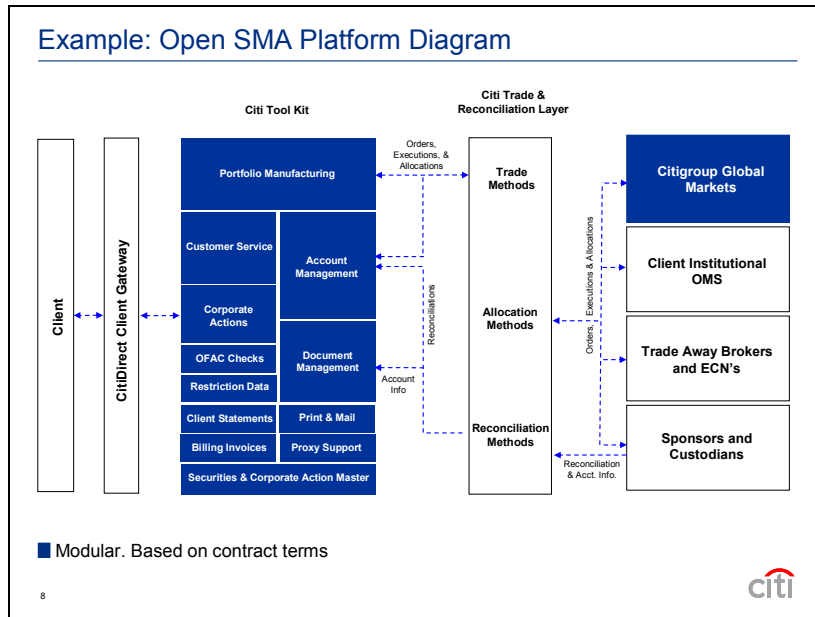 Example: Open SMA Platform Diagram
Citi Tool Kit
Citi Trade &
Reconciliation Layer
Client
CitiDirect Client Gateway
Portfolio Manufacturing
Customer Service
Account
Management
Corporate
Actions
OFAC Checks
Document
Management
Restriction Data
Client Statements
Print & Mail
Billing Invoices
Proxy Support
Securities & Corporate Action Master
Orders,
Executions, &
Allocations
Reconciliations
Account
Info
Trade
Methods
Allocation
Methods
Reconciliation
Methods
Orders, Executions & Allocations
Reconciliation
& Acct. Info.
Citigroup Global
Markets
Client Institutional
OMS
Trade Away Brokers
and ECN's
Sponsors and
Custodians
Modular. Based on contract terms
8
citi